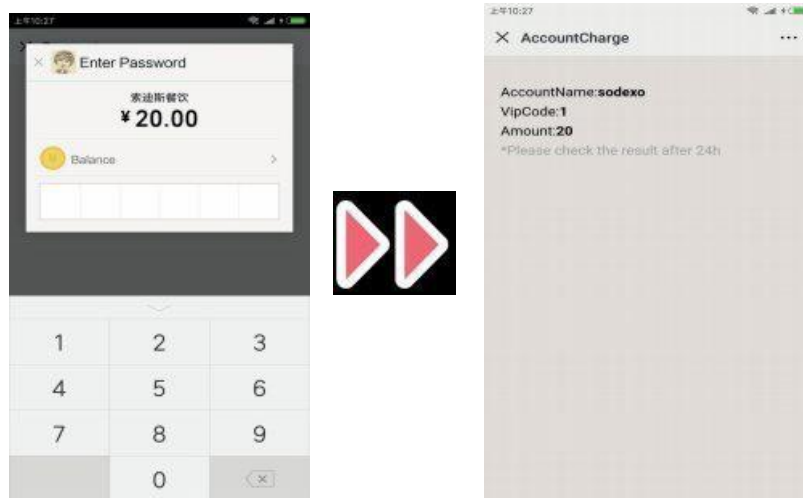 上午10:27
× Enter Password
索迪斯餐饮
¥ 20.00
Balance >
1 2 3
4 5 6
7 8 9
0
上午10:27
× AccountCharge ...
AccountName:sodexo
VipCode:1
Amount:20
*Please check the result after 24h